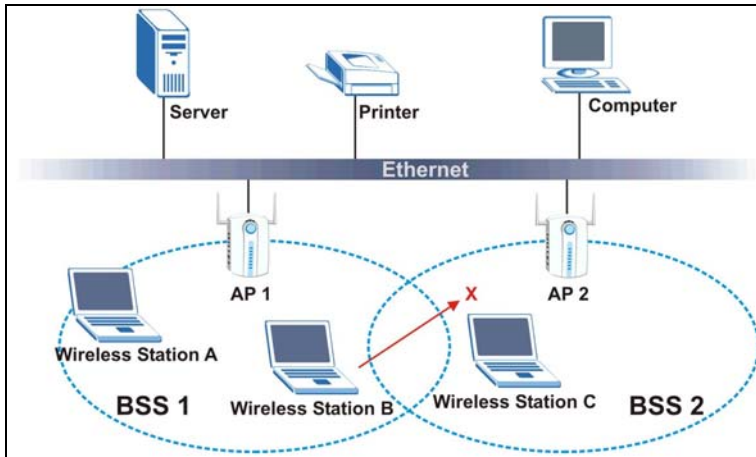 Server
Printer
Computer
Ethernet
AP 1
AP 2
X
Wireless Station A
Wireless Station B
Wireless Station C
BSS 1
BSS 2